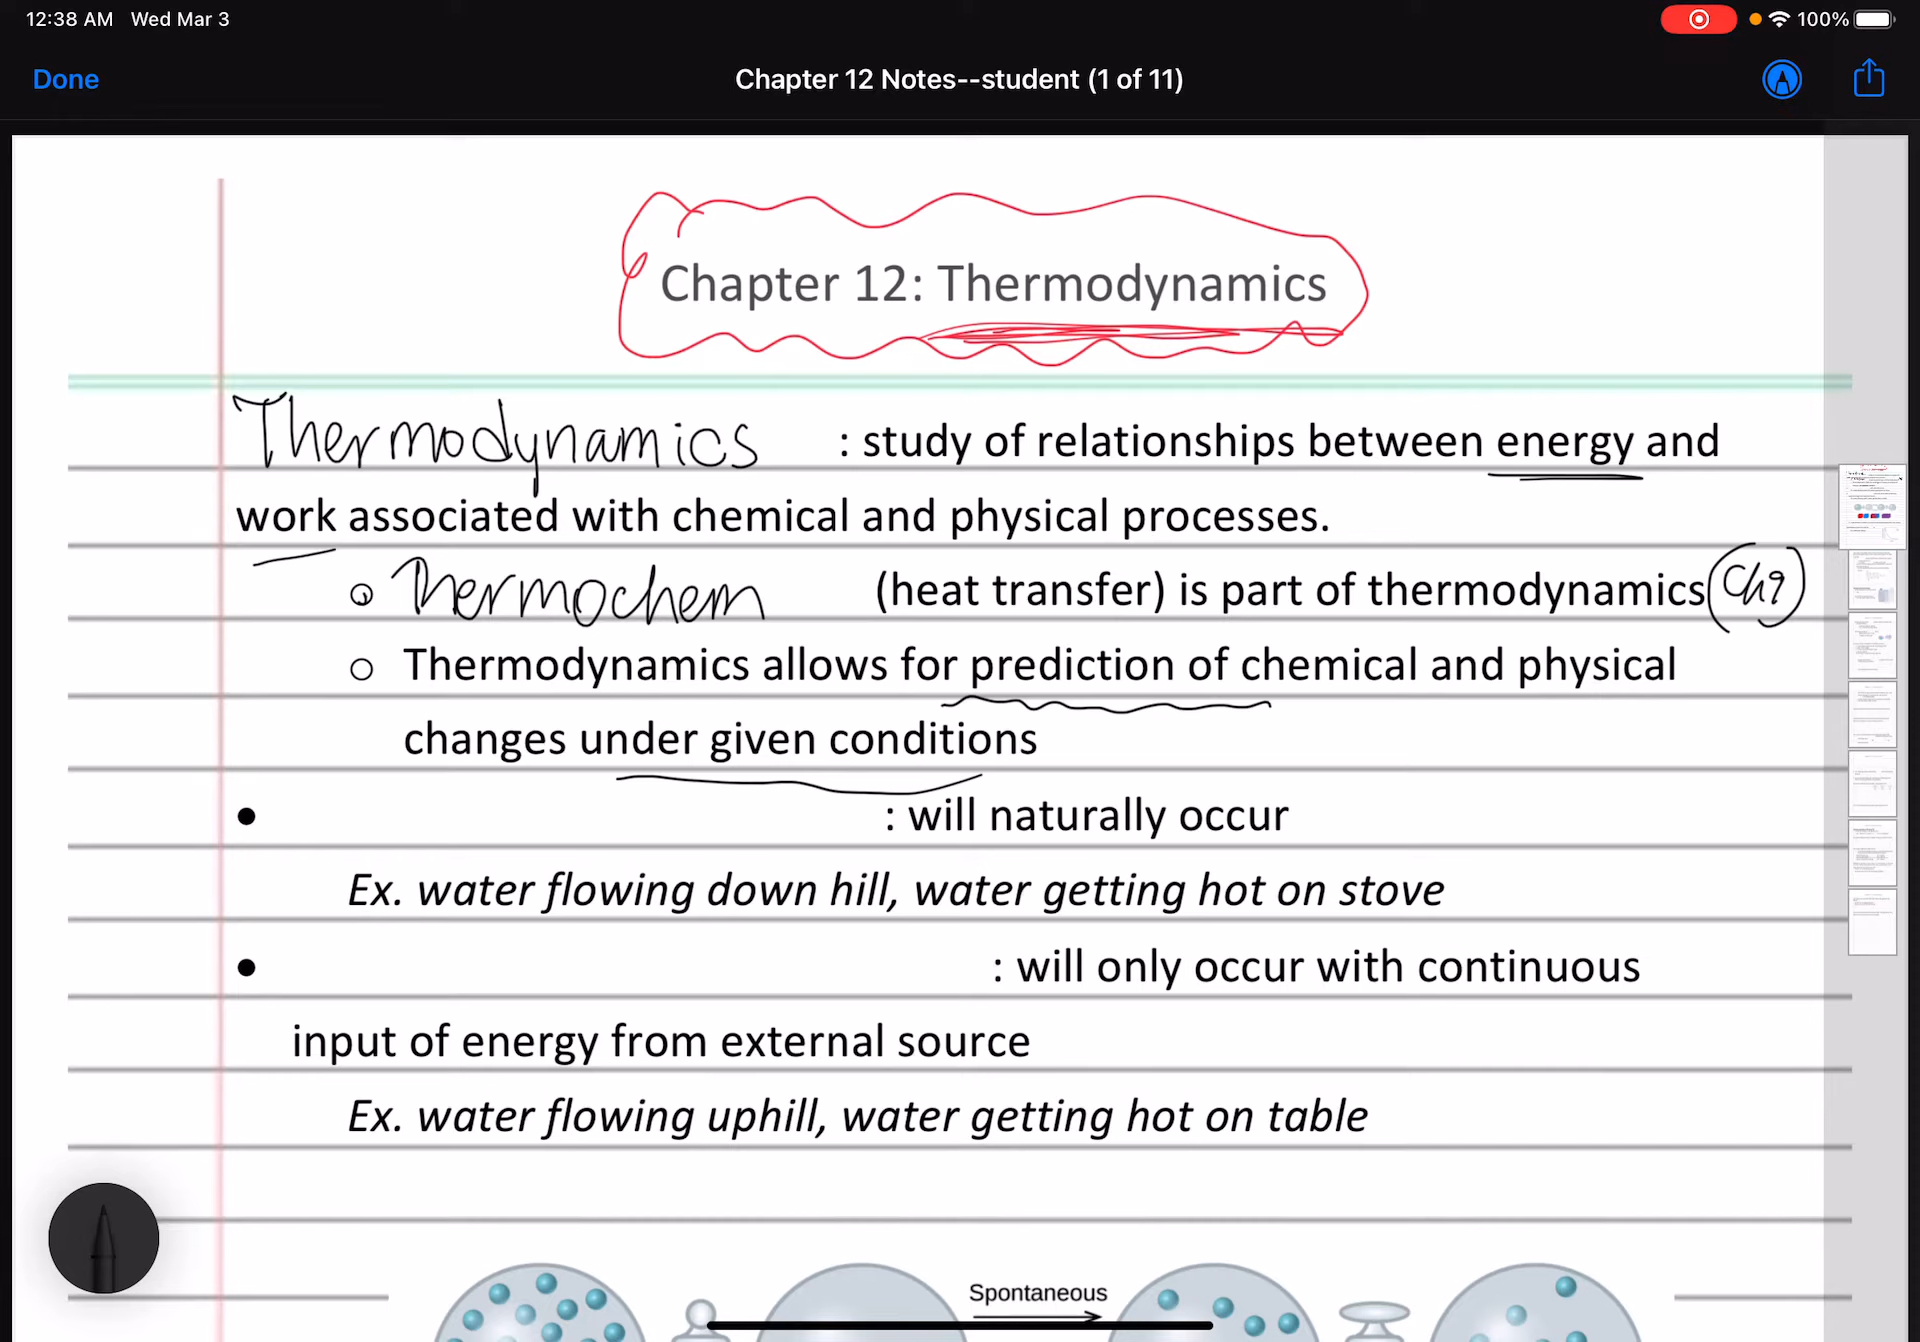 12:38 AM Wed Mar 3
100%
Done
Chapter 12 Notes--student (1 of 11)
Chapter 12: Thermodynamics
Thermodynamics : study of relationships between energy and
work associated with chemical and physical processes.
○ Thermochem (heat transfer) is part of thermodynamics (Ch9)
○ Thermodynamics allows for prediction of chemical and physical
changes under given conditions
● : will naturally occur
Ex. water flowing down hill, water getting hot on stove
● : will only occur with continuous
input of energy from external source
Ex. water flowing uphill, water getting hot on table
Spontaneous